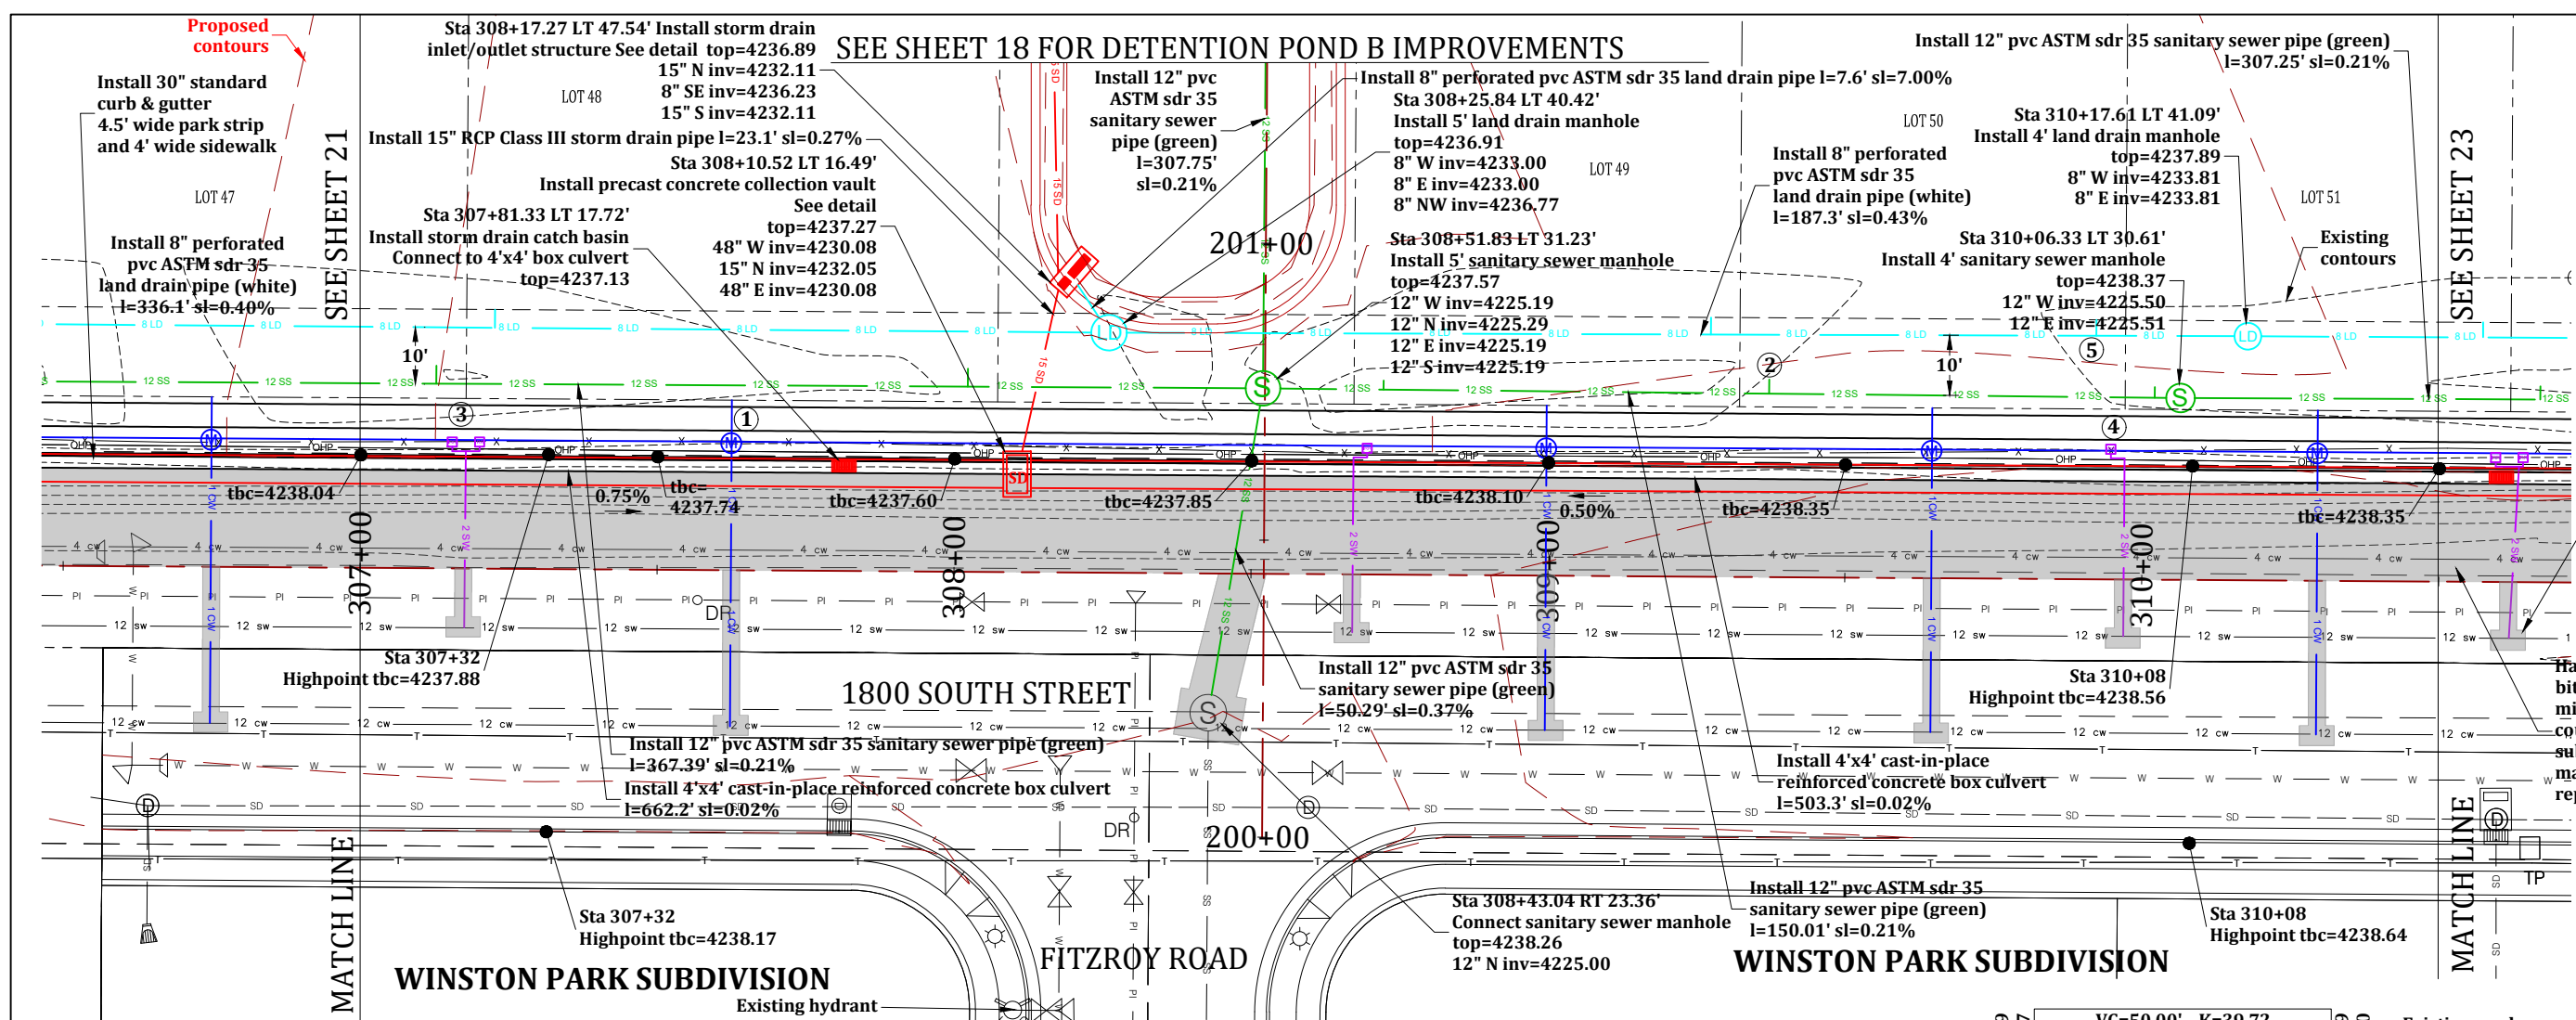 Proposed
contours
Install 30" standard
curb & gutter
4.5' wide park strip
and 4' wide sidewalk
LOT 47
Install 8" perforated
pvc ASTM sdr 35
land drain pipe (white)
l=336.1' sl=0.40%
SEE SHEET 21
Sta 308+17.27 LT 47.54' Install storm drain
inlet/outlet structure See detail top=4236.89
15" N inv=4232.11
8" SE inv=4236.23
15" S inv=4232.11
LOT 48
Install 15" RCP Class III storm drain pipe l=23.1' sl=0.27%
Sta 308+10.52 LT 16.49'
Install precast concrete collection vault
See detail
top=4237.27
48" W inv=4230.08
15" N inv=4232.05
48" E inv=4230.08
Sta 307+81.33 LT 17.72'
Install storm drain catch basin
Connect to 4'x4' box culvert
top=4237.13
SEE SHEET 18 FOR DETENTION POND B IMPROVEMENTS
Install 12" pvc
ASTM sdr 35
sanitary sewer
pipe (green)
l=307.75'
sl=0.21%
Install 8" perforated pvc ASTM sdr 35 land drain pipe l=7.6' sl=7.00%
Sta 308+25.84 LT 40.42'
Install 5' land drain manhole
top=4236.91
8" W inv=4233.00
8" E inv=4233.00
8" NW inv=4236.77
LOT 49
201+00
Sta 308+51.83 LT 31.23'
Install 5' sanitary sewer manhole
top=4237.57
12" W inv=4225.19
12" N inv=4225.29
12" E inv=4225.19
12" S inv=4225.19
Install 12" pvc ASTM sdr 35 sanitary sewer pipe (green)
l=307.25' sl=0.21%
LOT 50
Install 8" perforated
pvc ASTM sdr 35
land drain pipe (white)
l=187.3' sl=0.43%
Sta 310+17.61 LT 41.09'
Install 4' land drain manhole
top=4237.89
8" W inv=4233.81
8" E inv=4233.81
LOT 51
Sta 310+06.33 LT 30.61'
Install 4' sanitary sewer manhole
top=4238.37
12" W inv=4225.50
12" E inv=4225.51
Existing
contours
SEE SHEET 23
10'
10'
LD
LD
S
S
3
1
2
5
4
SD
tbc=4238.04
0.75%
tbc=
4237.74
tbc=4237.60
tbc=4237.85
tbc=4238.10
0.50%
tbc=4238.35
tbc=4238.35
307+00
308+00
309+00
310+00
Sta 307+32
Highpoint tbc=4237.88
1800 SOUTH STREET
DR
Install 12" pvc ASTM sdr 35
sanitary sewer pipe (green)
l=50.29' sl=0.37%
Sta 310+08
Highpoint tbc=4238.56
Install 12" pvc ASTM sdr 35 sanitary sewer pipe (green)
l=367.39' sl=0.21%
Install 4'x4' cast-in-place reinforced concrete box culvert
l=662.2' sl=0.02%
Install 4'x4' cast-in-place
reinforced concrete box culvert
l=503.3' sl=0.02%
DR
200+00
MATCH LINE
MATCH LINE
TP
Sta 307+32
Highpoint tbc=4238.17
Sta 308+43.04 RT 23.36'
Connect sanitary sewer manhole
top=4238.26
12" N inv=4225.00
Install 12" pvc ASTM sdr 35
sanitary sewer pipe (green)
l=150.01' sl=0.21%
Sta 310+08
Highpoint tbc=4238.64
WINSTON PARK SUBDIVISION
FITZROY ROAD
WINSTON PARK SUBDIVISION
Existing hydrant
VC=50.00' K=39.72